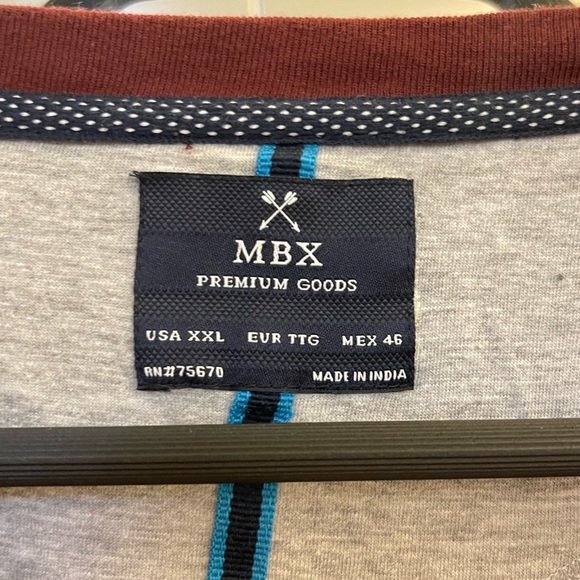 MBX
PREMIUM GOODS
USA XXL EUR TTG MEX 46
RN#75670 MADE IN INDIA